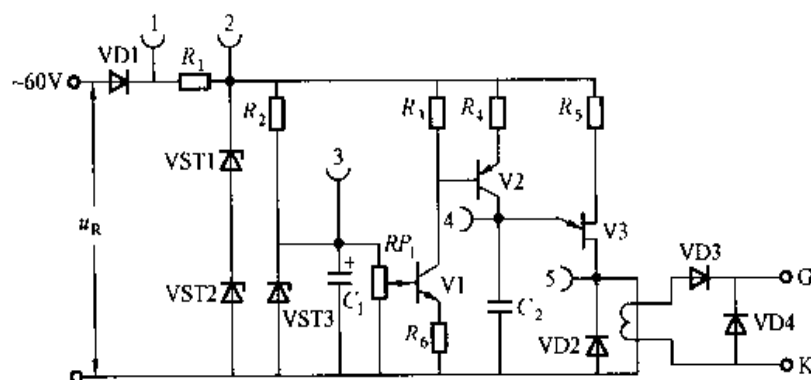 1
2
VD1
R₁
~60V
R₂
R₃
R₄
R₅
VST1
3
V2
4
V3
u_R
RP₁
VD3
G
5
V1
VST2
C₁
C₂
VST3
VD4
R₆
VD2
K
+